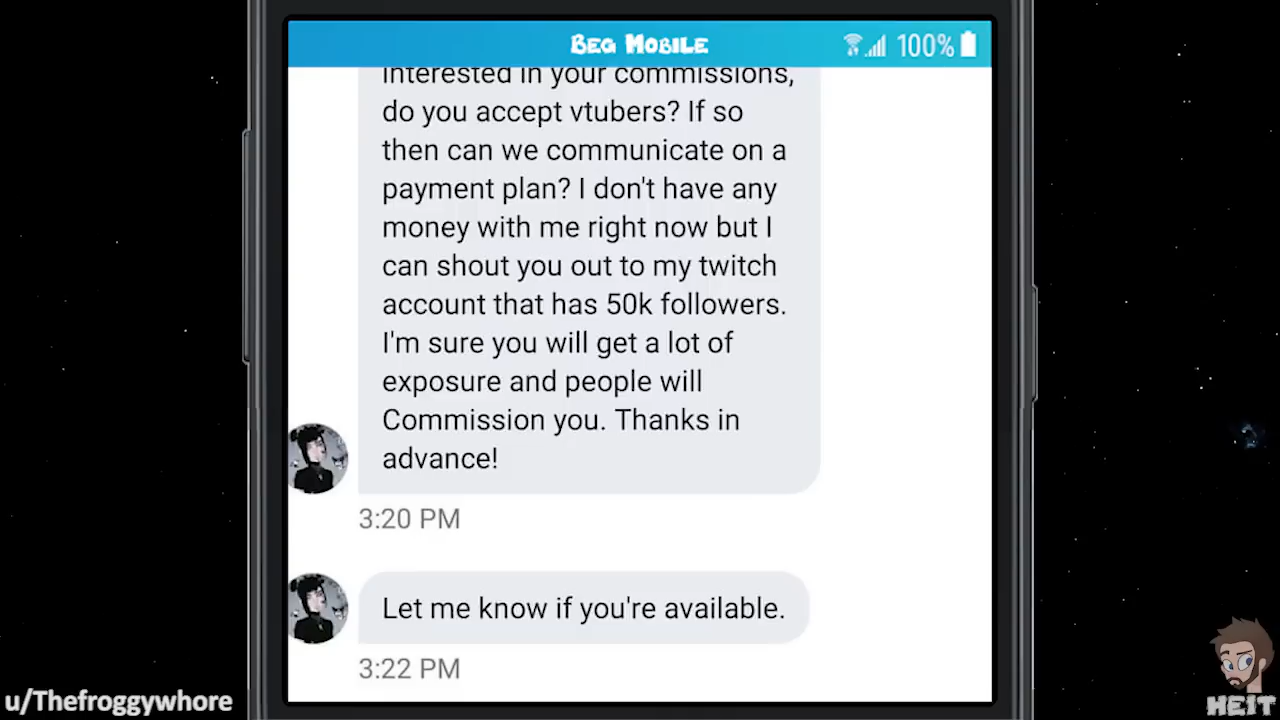 Beg Mobile
100%
interested in your commissions,
do you accept vtubers? If so
then can we communicate on a
payment plan? I don't have any
money with me right now but I
can shout you out to my twitch
account that has 50k followers.
I'm sure you will get a lot of
exposure and people will
Commission you. Thanks in
advance!
3:20 PM
Let me know if you're available.
3:22 PM
u/Thefroggywhore
HEIT